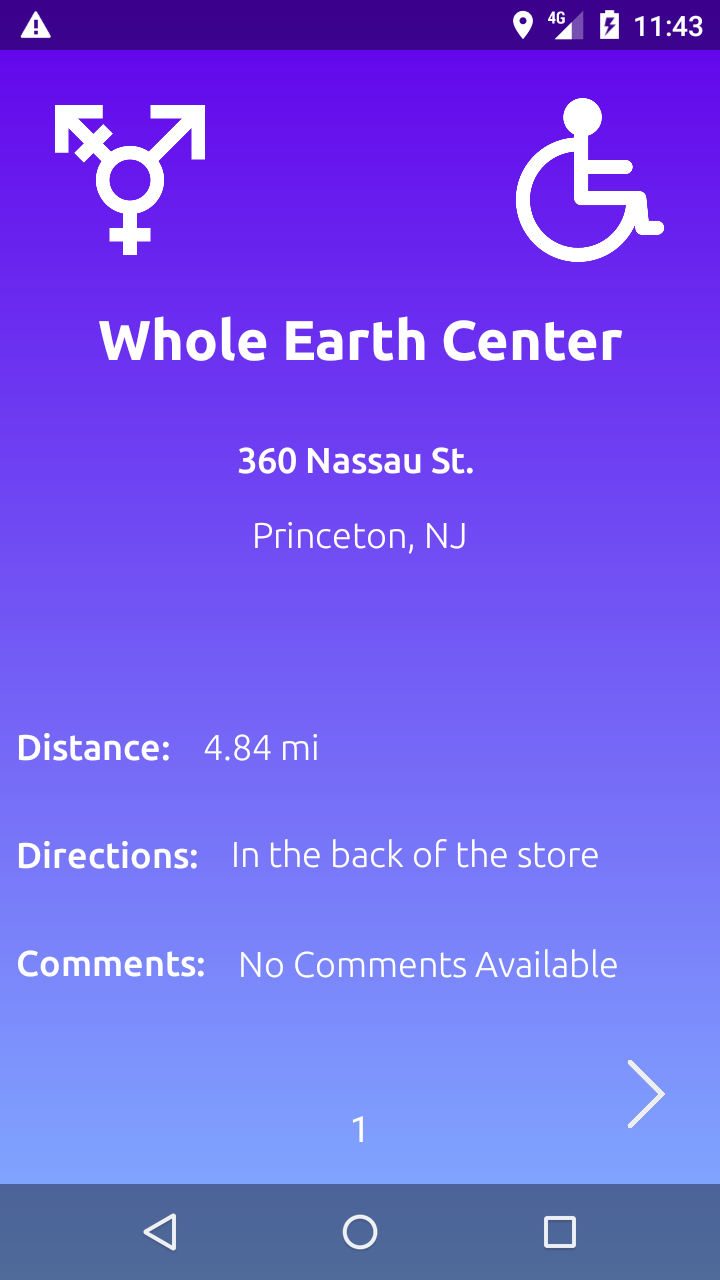 4G 11:43
Whole Earth Center
360 Nassau St.
Princeton, NJ
Distance: 4.84 mi
Directions: In the back of the store
Comments: No Comments Available
1